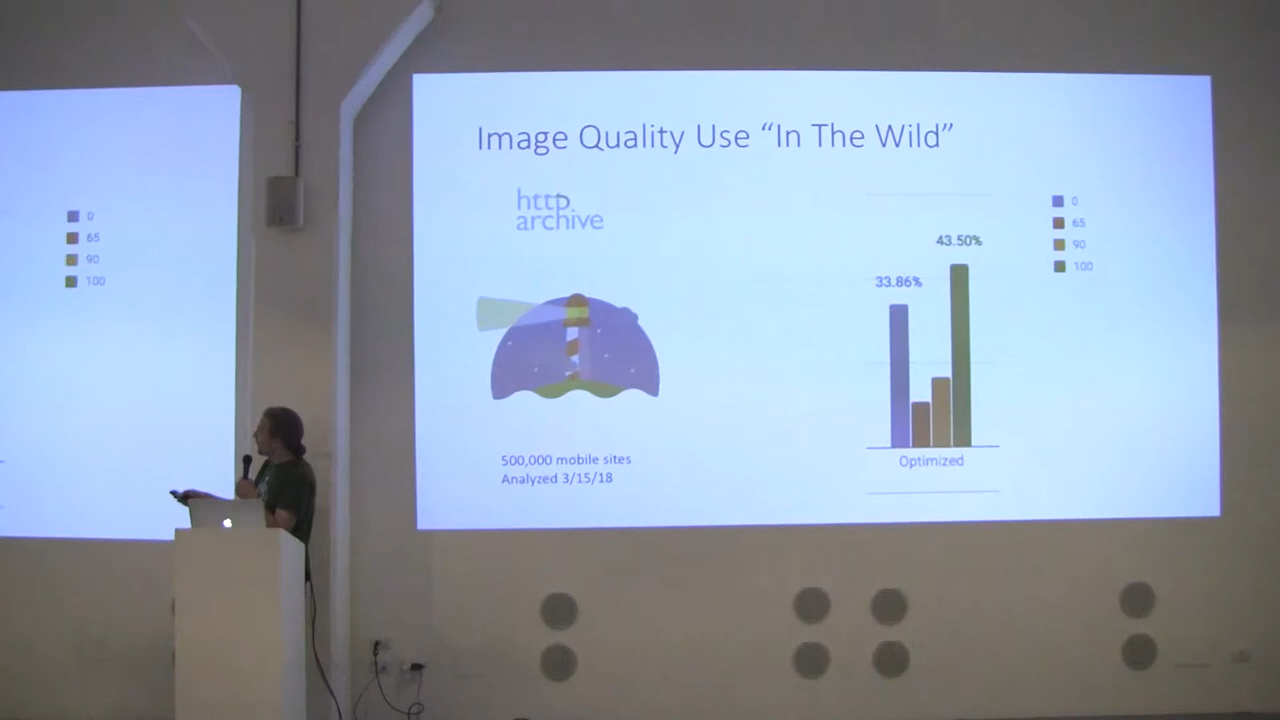 0
65
90
100
Image Quality Use “In The Wild”
http
archive
500,000 mobile sites
Analyzed 3/15/18
43.50%
33.86%
Optimized
0
65
90
100